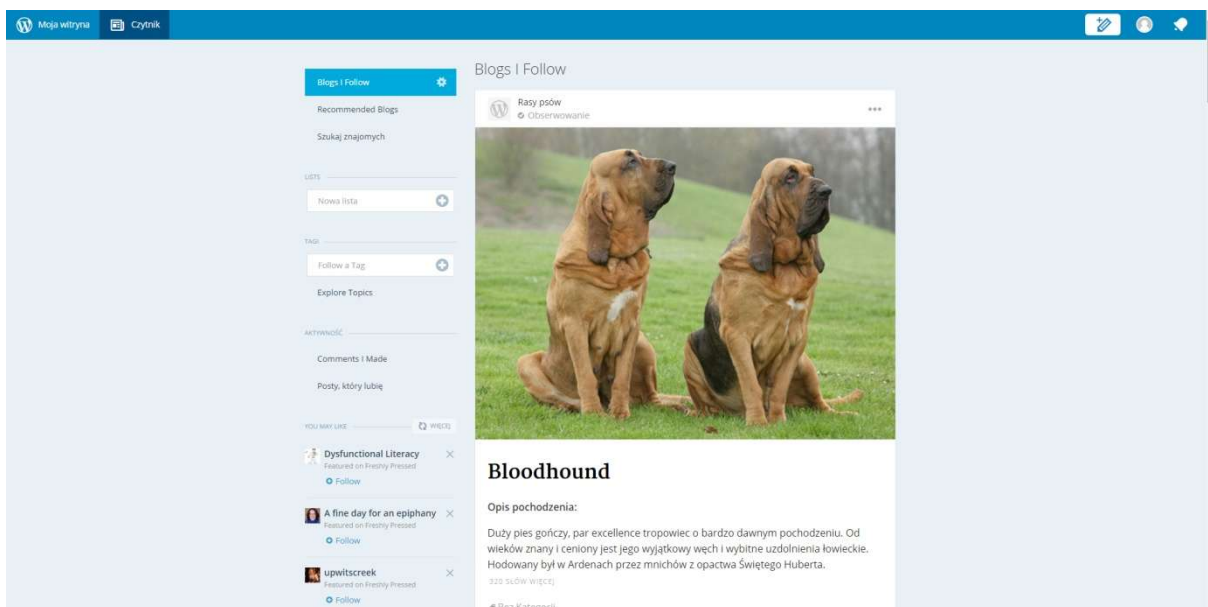 Moja witryna
Czytnik
Blogs I Follow
Recommended Blogs
Szukaj znajomych
LISTS
Nowa lista
TAGI
Follow a Tag
Explore Topics
AKTYWNOŚĆ
Comments I Made
Posty, który lubię
YOU MAY LIKE
WIĘCEJ
Dysfunctional Literacy
Featured on Freshly Pressed
Follow
A fine day for an epiphany
Featured on Freshly Pressed
Follow
upwitscreek
Featured on Freshly Pressed
Follow
Blogs I Follow
Rasy psów
Obserwowanie
Bloodhound
Opis pochodzenia:
Duży pies gończy, par excellence tropowiec o bardzo dawnym pochodzeniu. Od
wieków znany i ceniony jest jego wyjątkowy węch i wybitne uzdolnienia łowieckie.
Hodowany był w Ardenach przez mnichów z opactwa Świętego Huberta.
320 SŁÓW WIĘCEJ
Bez Kategorii